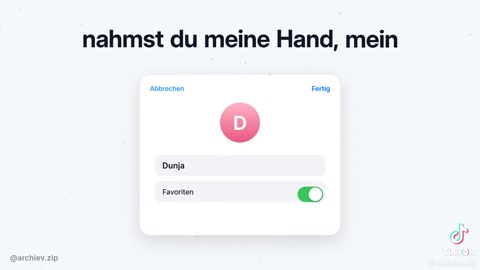 nahmst du meine Hand, mein
Abbrechen
Fertig
D
Dunja
Favoriten
@archiev.zip
TikTok